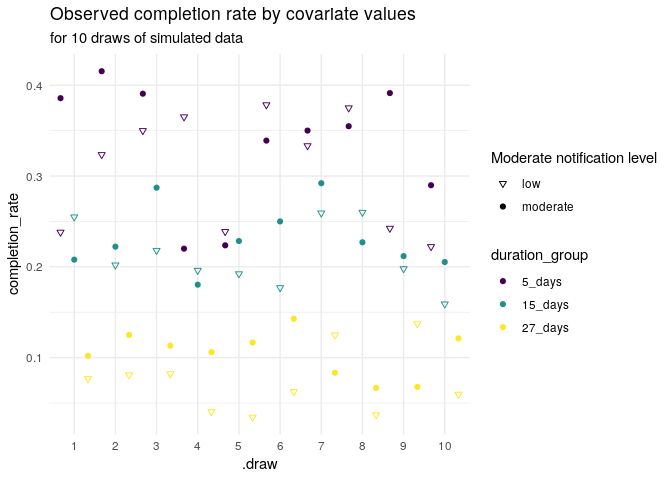 Observed completion rate by covariate values
for 10 draws of simulated data
0.4
0.3
0.2
0.1
completion_rate
1 2 3 4 5 6 7 8 9 10
.draw
Moderate notification level
low
moderate
duration_group
5_days
15_days
27_days